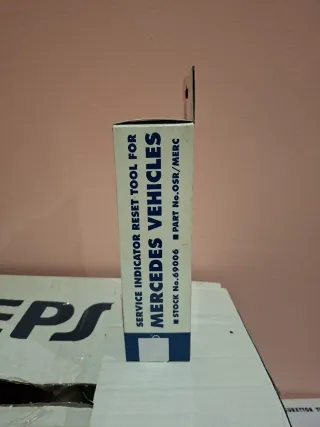 SERVICE INDICATOR RESET TOOL FOR
MERCEDES VEHICLES
■ STOCK No.69006 ■ PART No.OSR/MERC
EPS